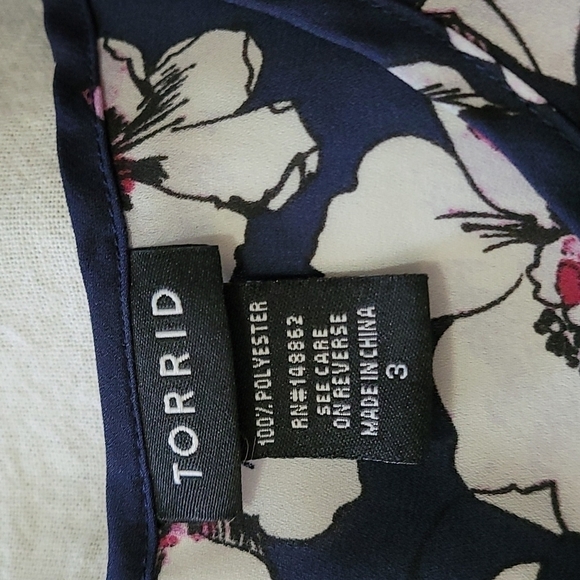 TORRID
100% POLYESTER
RN#148862
SEE CARE
ON REVERSE
MADE IN CHINA
3